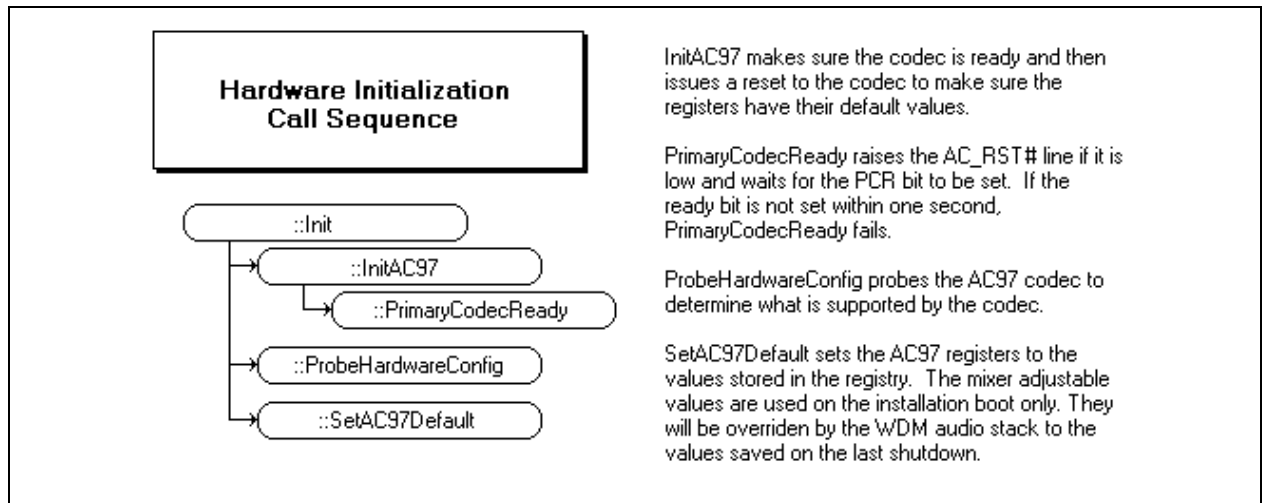 Hardware Initialization
Call Sequence
::Init
::InitAC97
::PrimaryCodecReady
::ProbeHardwareConfig
::SetAC97Default
InitAC97 makes sure the codec is ready and then
issues a reset to the codec to make sure the
registers have their default values.
PrimaryCodecReady raises the AC_RST# line if it is
low and waits for the PCR bit to be set.  If the
ready bit is not set within one second,
PrimaryCodecReady fails.
ProbeHardwareConfig probes the AC97 codec to
determine what is supported by the codec.
SetAC97Default sets the AC97 registers to the
values stored in the registry.  The mixer adjustable
values are used on the installation boot only. They
will be overriden by the WDM audio stack to the
values saved on the last shutdown.